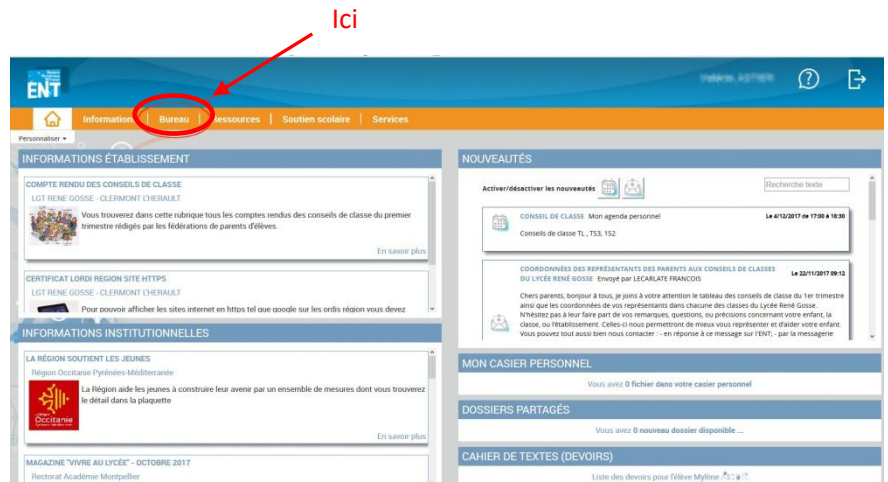 Ici
ENT
Information | Bureau | Ressources | Soutien scolaire | Services
Personnaliser
INFORMATIONS ÉTABLISSEMENT
COMPTE RENDU DES CONSEILS DE CLASSE
LGT RENE GOSSE - CLERMONT L'HERAULT
Vous trouverez dans cette rubrique tous les comptes rendus des conseils de classe du premier
trimestre rédigés par les fédérations de parents d'élèves.
En savoir plus
CERTIFICAT LORDI REGION SITE HTTPS
LGT RENE GOSSE - CLERMONT L'HERAULT
Pour pouvoir afficher les sites internet en https tel que google sur les ordis région vous devez
INFORMATIONS INSTITUTIONNELLES
LA RÉGION SOUTIENT LES JEUNES
Région Occitanie Pyrénées-Méditerranée
La Région aide les jeunes à construire leur avenir par un ensemble de mesures dont vous trouverez
le détail dans la plaquette
Occitanie
En savoir plus
MAGAZINE "VIVRE AU LYCÉE" - OCTOBRE 2017
Rectorat Académie Montpellier
NOUVEAUTÉS
Activer/désactiver les nouveautés
Recherche texte
CONSEIL DE CLASSE Mon agenda personnel
Le 4/12/2017 de 17:00 à 18:30
Conseils de classe TL , TS3, 1S2
COORDONNÉES DES REPRÉSENTANTS DES PARENTS AUX CONSEILS DE CLASSES
DU LYCÉE RENÉ GOSSE Envoyé par LECARLATE FRANCOIS
Le 22/11/2017 09:12
Chers parents, bonjour à tous, je joins à votre attention le tableau des conseils de classe du 1er trimestre
ainsi que les coordonnées de vos représentants dans chacune des classes du Lycée René Gosse.
N'hésitez pas à leur faire part de vos remarques, questions, ou précisions concernant votre enfant, la
classe, ou l'établissement. Celles-ci nous permettront de mieux vous représenter et d'aider votre enfant.
Vous pouvez tout aussi bien nous contacter : - en réponse à ce message sur l'ENT; - par la messagerie
MON CASIER PERSONNEL
Vous avez 0 fichier dans votre casier personnel
DOSSIERS PARTAGÉS
Vous avez 0 nouveau dossier disponible ...
CAHIER DE TEXTES (DEVOIRS)
Liste des devoirs pour l'élève Mylène